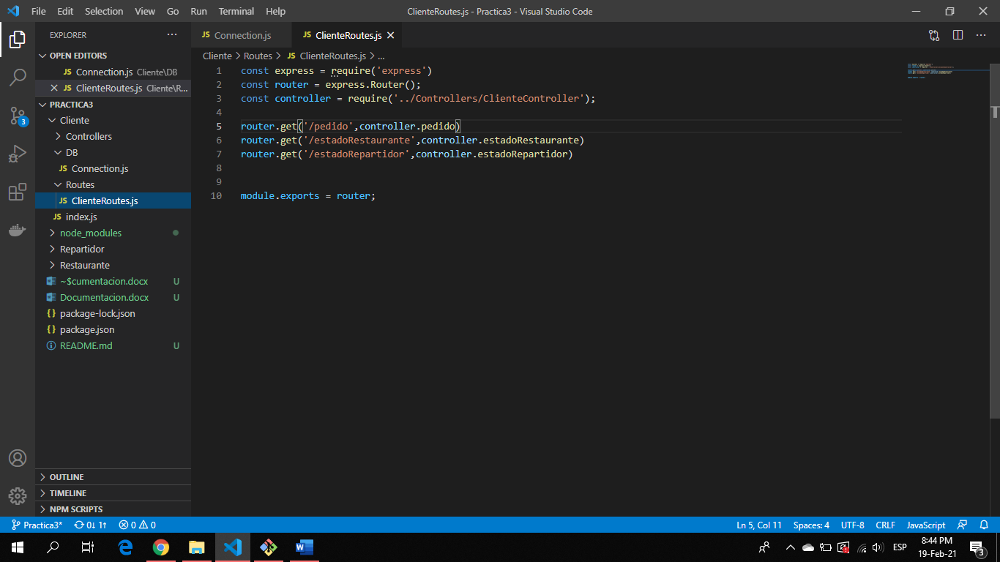 File Edit Selection View Go Run Terminal Help ClienteRoutes.js - Practica3 - Visual Studio Code
EXPLORER ...
OPEN EDITORS
JS Connection.js Cliente\DB
JS ClienteRoutes.js Cliente\R...
PRACTICA3
Cliente
Controllers
DB
JS Connection.js
Routes
JS ClienteRoutes.js
JS index.js
node_modules
Repartidor
Restaurante
~$cumentacion.docx U
Documentacion.docx U
{} package-lock.json
{} package.json
README.md U
OUTLINE
TIMELINE
NPM SCRIPTS
JS Connection.js JS ClienteRoutes.js
Cliente > Routes > JS ClienteRoutes.js > ...
1 const express = require('express')
2 const router = express.Router();
3 const controller = require('../Controllers/ClienteController');
4
5 router.get('/pedido',controller.pedido)
6 router.get('/estadoRestaurante',controller.estadoRestaurante)
7 router.get('/estadoRepartidor',controller.estadoRepartidor)
8
9
10 module.exports = router;
3
Practica3* 0↓ 1↑ 0 0 Ln 5, Col 11 Spaces: 4 UTF-8 CRLF JavaScript
W ESP 8:44 PM
19-Feb-21 3